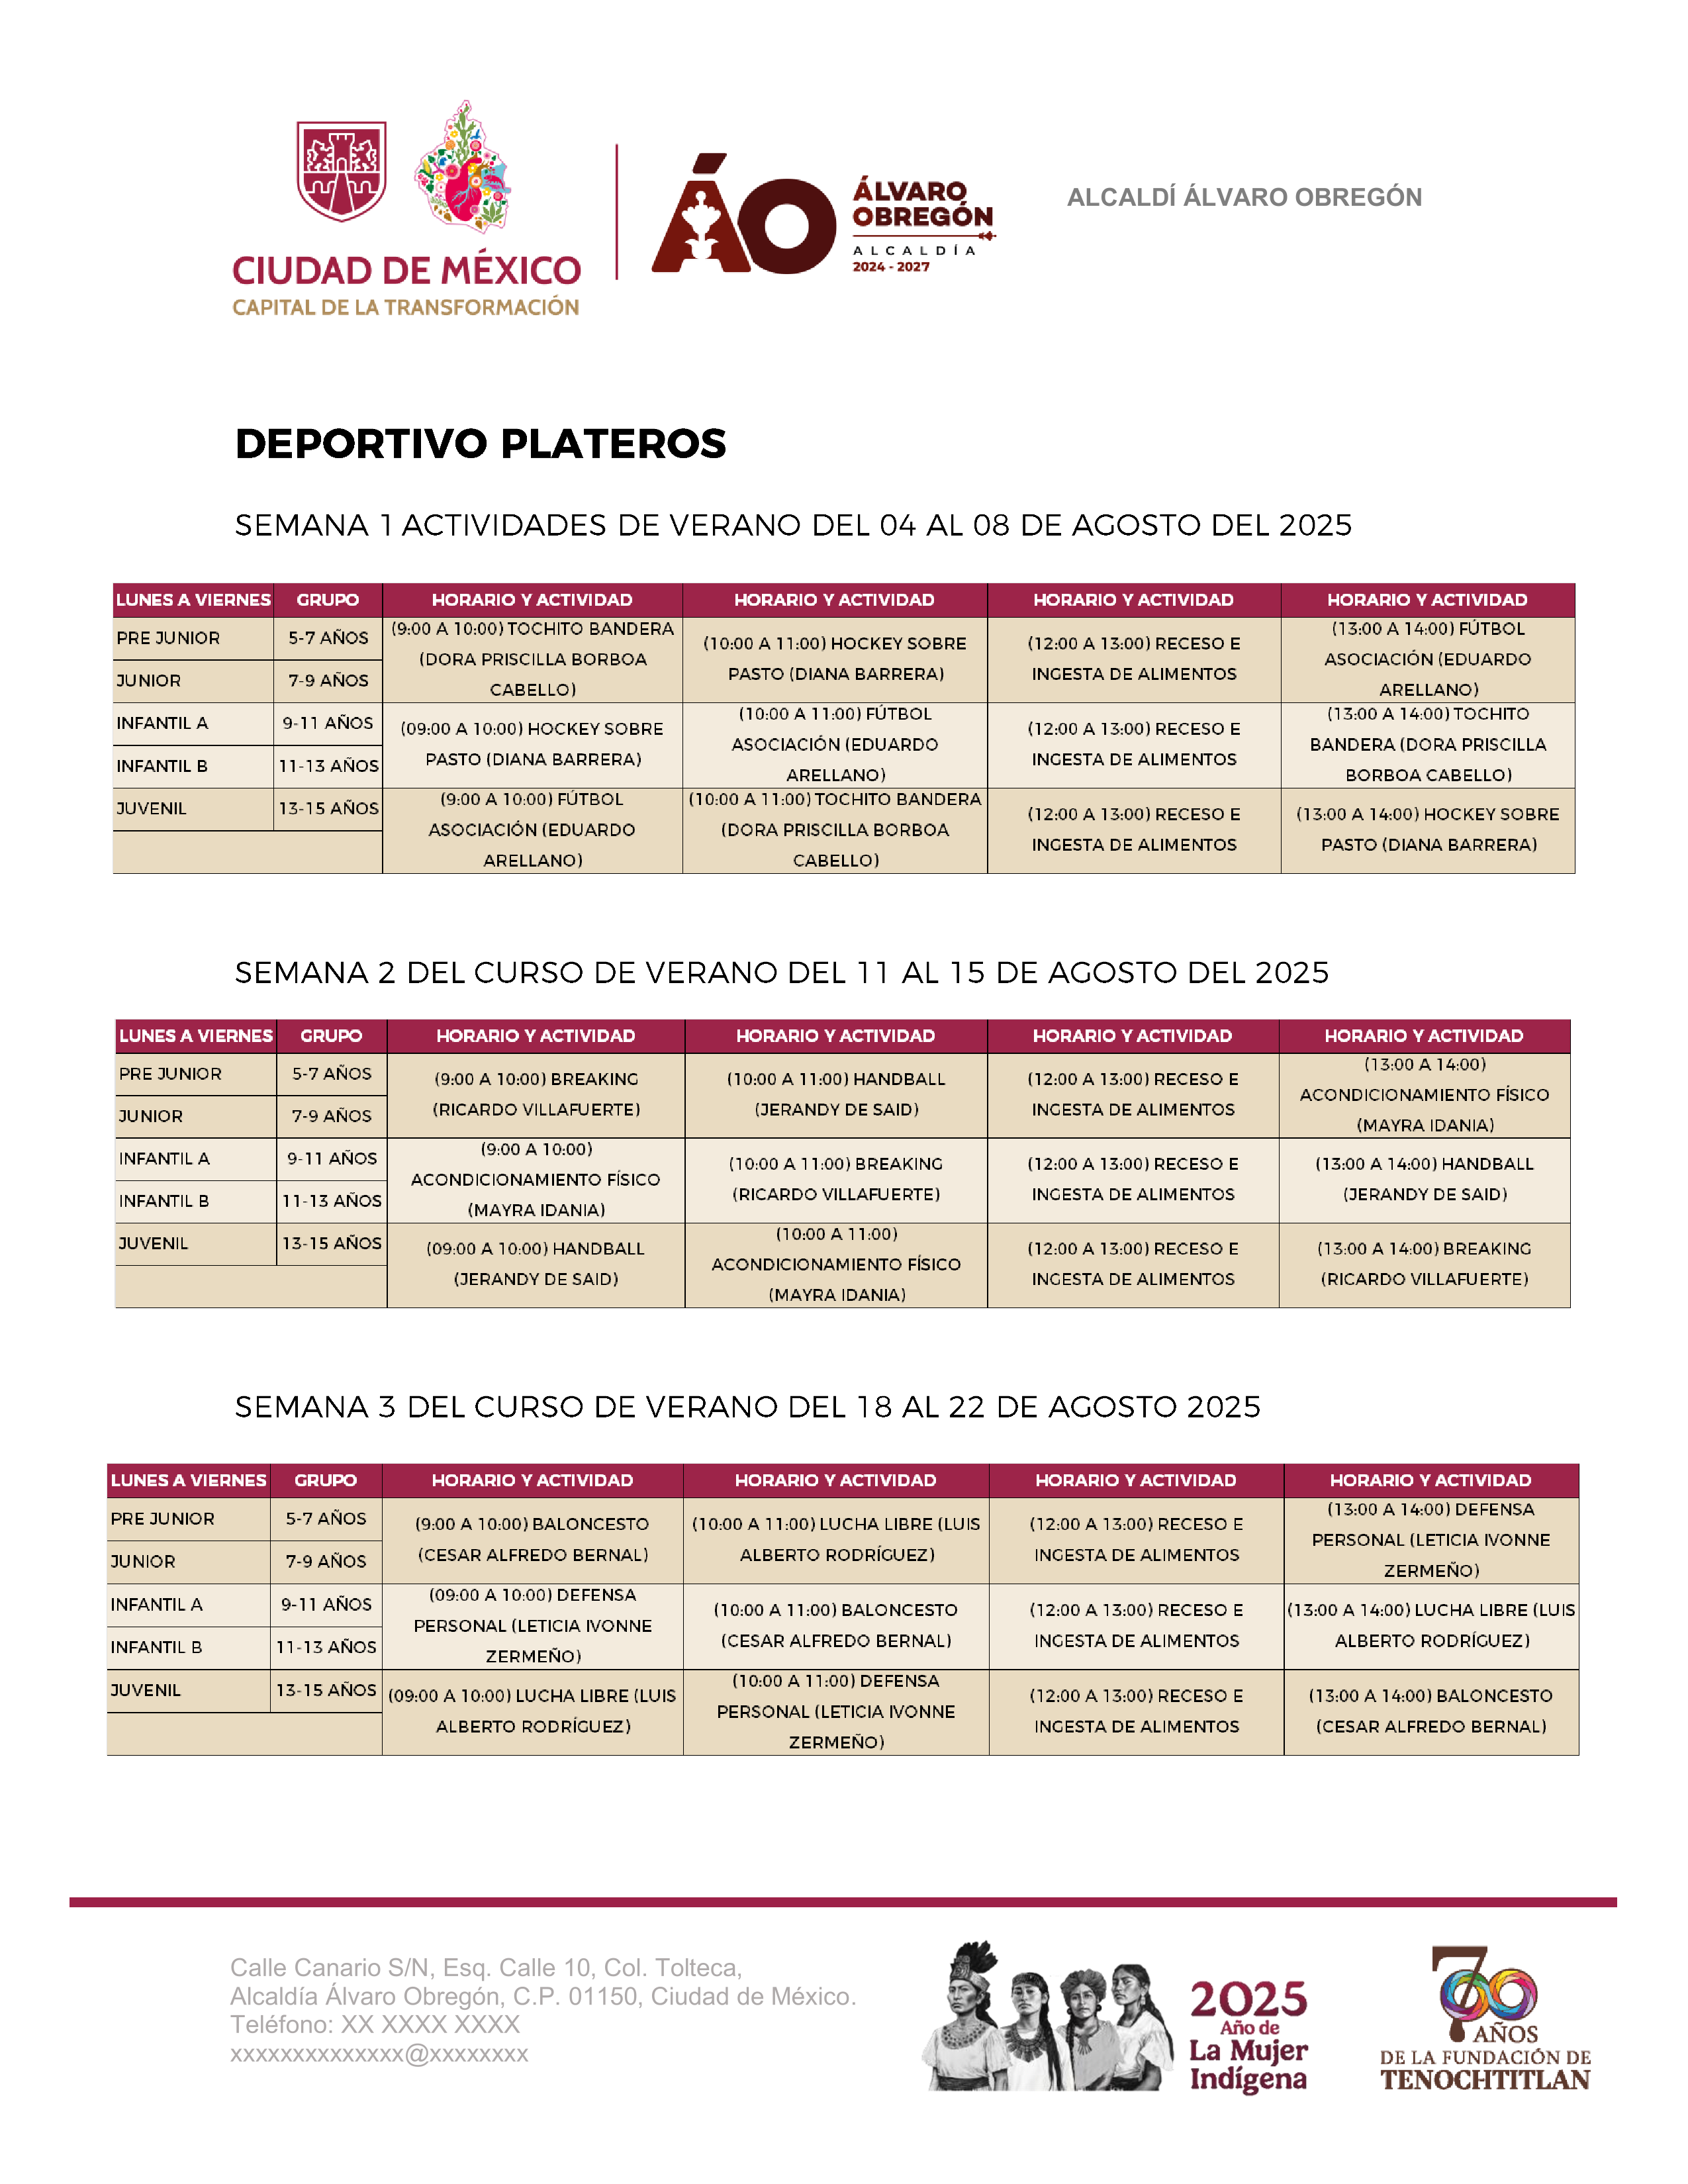 CIUDAD DE MÉXICO
CAPITAL DE LA TRANSFORMACIÓN
ÁO
ÁLVARO
OBREGÓN
ALCALDÍA
2024 - 2027
ALCALDÍ ÁLVARO OBREGÓN
DEPORTIVO PLATEROS
SEMANA 1 ACTIVIDADES DE VERANO DEL 04 AL 08 DE AGOSTO DEL 2025
LUNES A VIERNES GRUPO HORARIO Y ACTIVIDAD HORARIO Y ACTIVIDAD HORARIO Y ACTIVIDAD HORARIO Y ACTIVIDAD
PRE JUNIOR 5-7 AÑOS
JUNIOR 7-9 AÑOS
(9:00 A 10:00) TOCHITO BANDERA
(DORA PRISCILLA BORBOA
CABELLO)
(10:00 A 11:00) HOCKEY SOBRE
PASTO (DIANA BARRERA)
(12:00 A 13:00) RECESO E
INGESTA DE ALIMENTOS
(13:00 A 14:00) FÚTBOL
ASOCIACIÓN (EDUARDO
ARELLANO)
INFANTIL A 9-11 AÑOS
INFANTIL B 11-13 AÑOS
(09:00 A 10:00) HOCKEY SOBRE
PASTO (DIANA BARRERA)
(10:00 A 11:00) FÚTBOL
ASOCIACIÓN (EDUARDO
ARELLANO)
(12:00 A 13:00) RECESO E
INGESTA DE ALIMENTOS
(13:00 A 14:00) TOCHITO
BANDERA (DORA PRISCILLA
BORBOA CABELLO)
JUVENIL 13-15 AÑOS
(9:00 A 10:00) FÚTBOL
ASOCIACIÓN (EDUARDO
ARELLANO)
(10:00 A 11:00) TOCHITO BANDERA
(DORA PRISCILLA BORBOA
CABELLO)
(12:00 A 13:00) RECESO E
INGESTA DE ALIMENTOS
(13:00 A 14:00) HOCKEY SOBRE
PASTO (DIANA BARRERA)
SEMANA 2 DEL CURSO DE VERANO DEL 11 AL 15 DE AGOSTO DEL 2025
LUNES A VIERNES GRUPO HORARIO Y ACTIVIDAD HORARIO Y ACTIVIDAD HORARIO Y ACTIVIDAD HORARIO Y ACTIVIDAD
PRE JUNIOR 5-7 AÑOS
JUNIOR 7-9 AÑOS
(9:00 A 10:00) BREAKING
(RICARDO VILLAFUERTE)
(10:00 A 11:00) HANDBALL
(JERANDY DE SAID)
(12:00 A 13:00) RECESO E
INGESTA DE ALIMENTOS
(13:00 A 14:00)
ACONDICIONAMIENTO FÍSICO
(MAYRA IDANIA)
INFANTIL A 9-11 AÑOS
INFANTIL B 11-13 AÑOS
(9:00 A 10:00)
ACONDICIONAMIENTO FÍSICO
(MAYRA IDANIA)
(10:00 A 11:00) BREAKING
(RICARDO VILLAFUERTE)
(12:00 A 13:00) RECESO E
INGESTA DE ALIMENTOS
(13:00 A 14:00) HANDBALL
(JERANDY DE SAID)
JUVENIL 13-15 AÑOS
(09:00 A 10:00) HANDBALL
(JERANDY DE SAID)
(10:00 A 11:00)
ACONDICIONAMIENTO FÍSICO
(MAYRA IDANIA)
(12:00 A 13:00) RECESO E
INGESTA DE ALIMENTOS
(13:00 A 14:00) BREAKING
(RICARDO VILLAFUERTE)
SEMANA 3 DEL CURSO DE VERANO DEL 18 AL 22 DE AGOSTO 2025
LUNES A VIERNES GRUPO HORARIO Y ACTIVIDAD HORARIO Y ACTIVIDAD HORARIO Y ACTIVIDAD HORARIO Y ACTIVIDAD
PRE JUNIOR 5-7 AÑOS
JUNIOR 7-9 AÑOS
(9:00 A 10:00) BALONCESTO
(CESAR ALFREDO BERNAL)
(10:00 A 11:00) LUCHA LIBRE (LUIS
ALBERTO RODRÍGUEZ)
(12:00 A 13:00) RECESO E
INGESTA DE ALIMENTOS
(13:00 A 14:00) DEFENSA
PERSONAL (LETICIA IVONNE
ZERMEÑO)
INFANTIL A 9-11 AÑOS
INFANTIL B 11-13 AÑOS
(09:00 A 10:00) DEFENSA
PERSONAL (LETICIA IVONNE
ZERMEÑO)
(10:00 A 11:00) BALONCESTO
(CESAR ALFREDO BERNAL)
(12:00 A 13:00) RECESO E
INGESTA DE ALIMENTOS
(13:00 A 14:00) LUCHA LIBRE (LUIS
ALBERTO RODRÍGUEZ)
JUVENIL 13-15 AÑOS
(09:00 A 10:00) LUCHA LIBRE (LUIS
ALBERTO RODRÍGUEZ)
(10:00 A 11:00) DEFENSA
PERSONAL (LETICIA IVONNE
ZERMEÑO)
(12:00 A 13:00) RECESO E
INGESTA DE ALIMENTOS
(13:00 A 14:00) BALONCESTO
(CESAR ALFREDO BERNAL)
Calle Canario S/N, Esq. Calle 10, Col. Tolteca,
Alcaldía Álvaro Obregón, C.P. 01150, Ciudad de México.
Teléfono: XX XXXX XXXX
xxxxxxxxxxxxxx@xxxxxxxx
2025
Año de
La Mujer
Indígena
700
AÑOS
DE LA FUNDACIÓN DE
TENOCHTITLAN